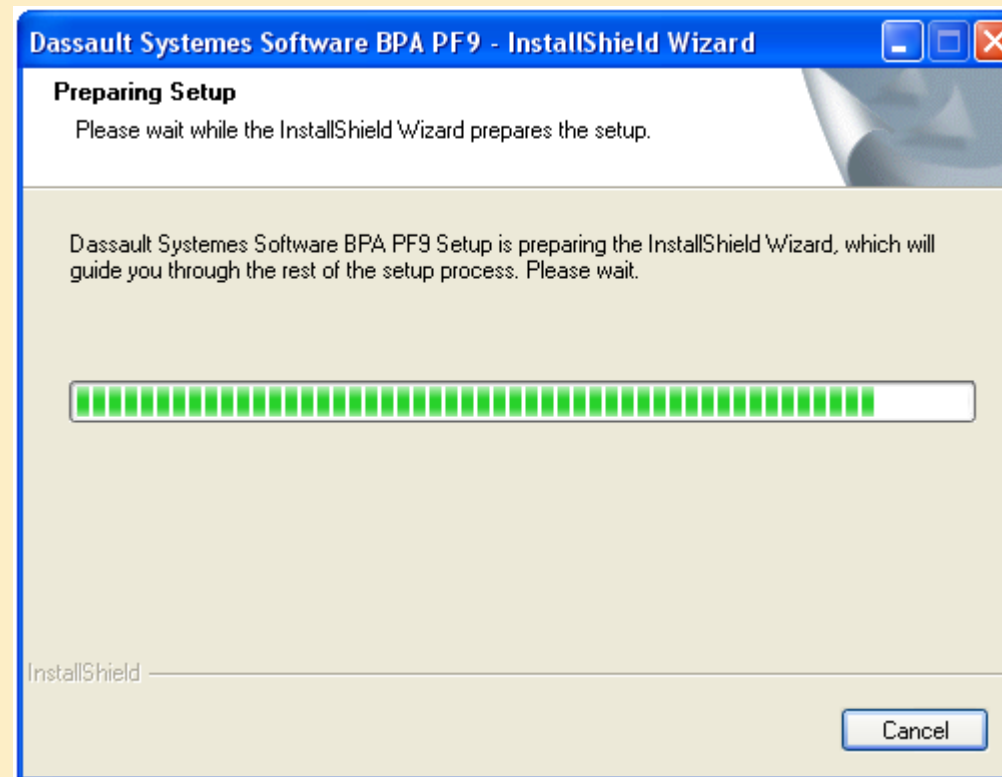 Dassault Systemes Software BPA PF9 - InstallShield Wizard
Preparing Setup
Please wait while the InstallShield Wizard prepares the setup.
Dassault Systemes Software BPA PF9 Setup is preparing the InstallShield Wizard, which will
guide you through the rest of the setup process. Please wait.
InstallShield
Cancel